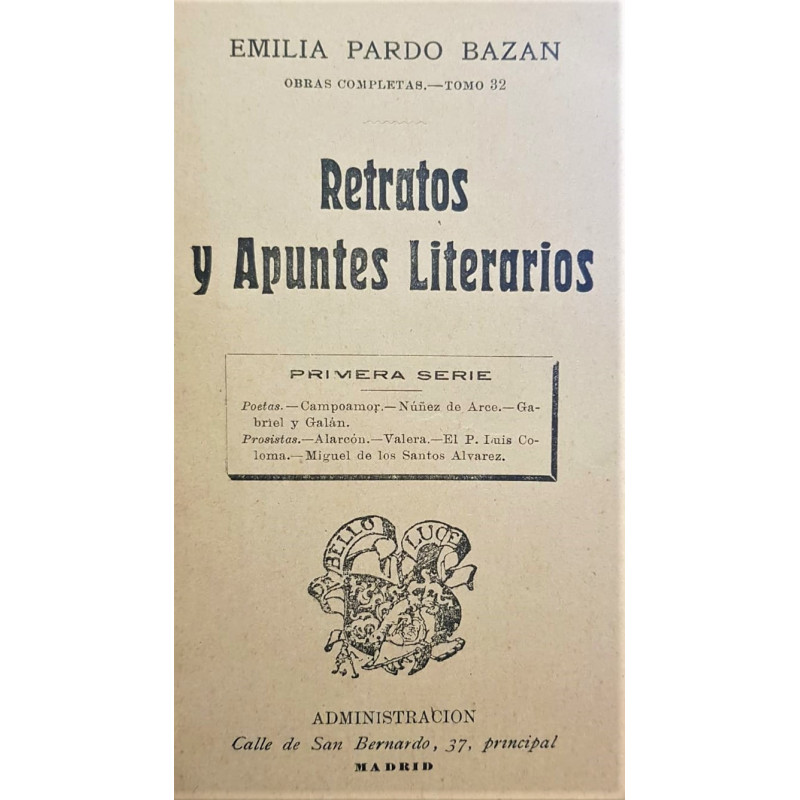 EMILIA PARDO BAZAN
OBRAS COMPLETAS.—TOMO 32
Retratos
y Apuntes Literarios
PRIMERA SERIE
Poetas.—Campoamor.—Núñez de Arce.—Ga-
briel y Galán.
Prosistas.—Alarcón.—Valera.—El P. Luis Co-
loma.—Miguel de los Santos Alvarez.
DE BELLO LUCE
ADMINISTRACION
Calle de San Bernardo, 37, principal
MADRID